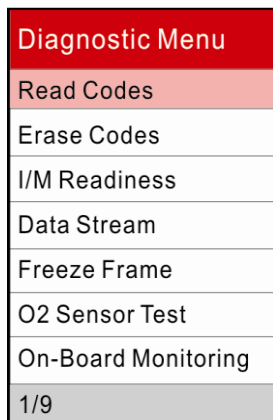 Diagnostic Menu
Read Codes
Erase Codes
I/M Readiness
Data Stream
Freeze Frame
O2 Sensor Test
On-Board Monitoring
1/9